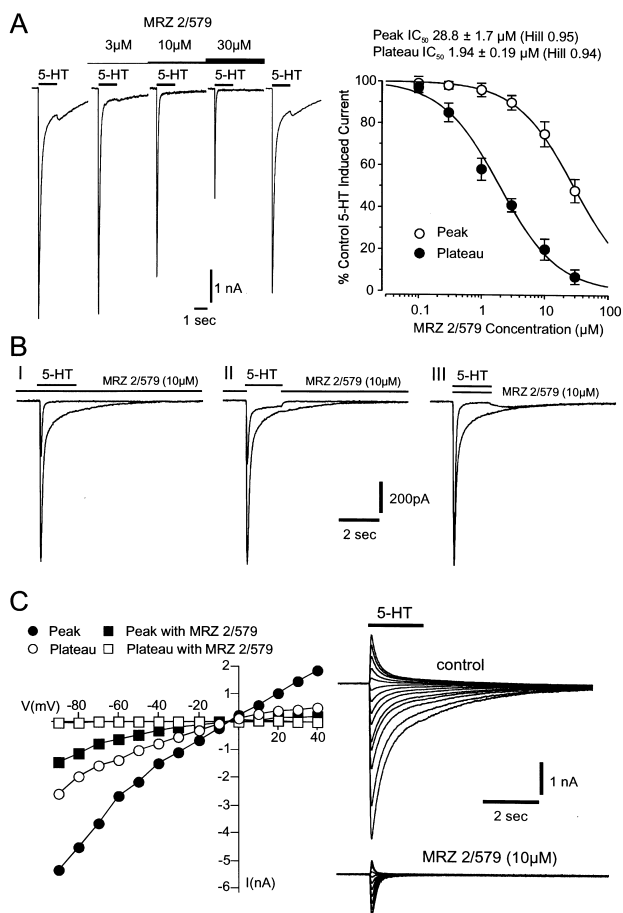 A
MRZ 2/579
3µM 10µM 30µM
5-HT 5-HT 5-HT 5-HT 5-HT
1 nA
1 sec
Peak IC50 28.8 ± 1.7 µM (Hill 0.95)
Plateau IC50 1.94 ± 0.19 µM (Hill 0.94)
% Control 5-HT Induced Current
100
80
60
40
20
0
Peak
Plateau
0.1 1 10 100
MRZ 2/579 Concentration (µM)
B
I 5-HT MRZ 2/579 (10µM)
II 5-HT MRZ 2/579 (10µM)
III 5-HT MRZ 2/579 (10µM)
200pA
2 sec
C
Peak Peak with MRZ 2/579
Plateau Plateau with MRZ 2/579
V(mV) -80 -60 -40 -20 20 40
2
1
-1
-2
-3
-4
-5
-6
I(nA)
5-HT
control
1 nA
2 sec
MRZ 2/579 (10µM)